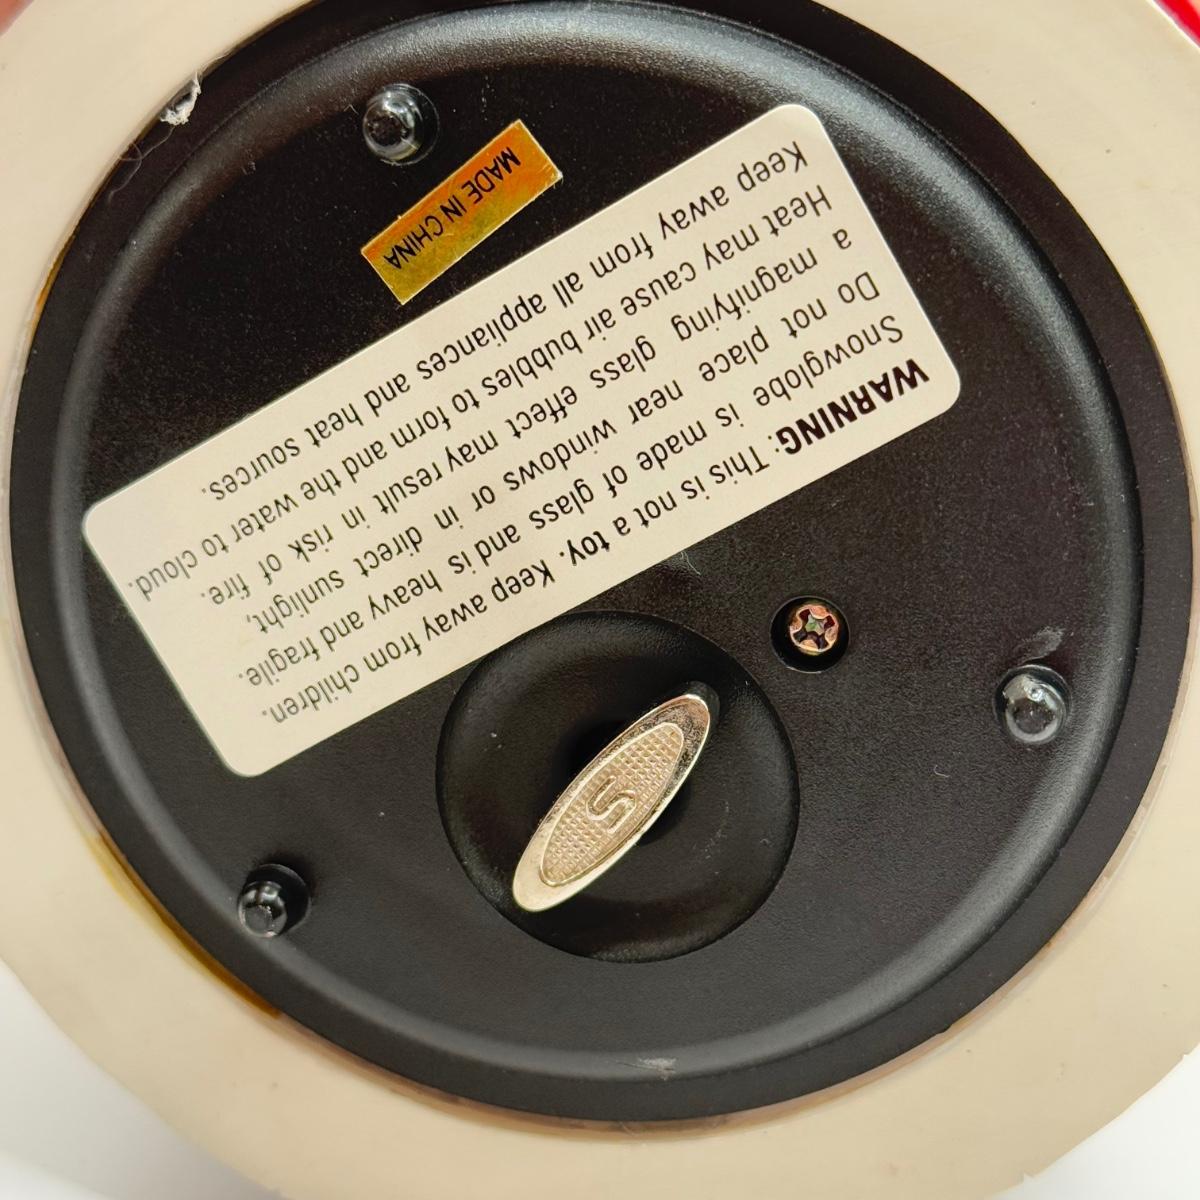 WARNING: This is not a toy. Keep away from children.
Snowglobe is made of glass and is heavy and fragile.
Do not place near windows or in direct sunlight,
a magnifying glass effect may result in risk of fire.
Heat may cause air bubbles to form and the water to cloud.
Keep away from all appliances and heat sources.
MADE IN CHINA
S